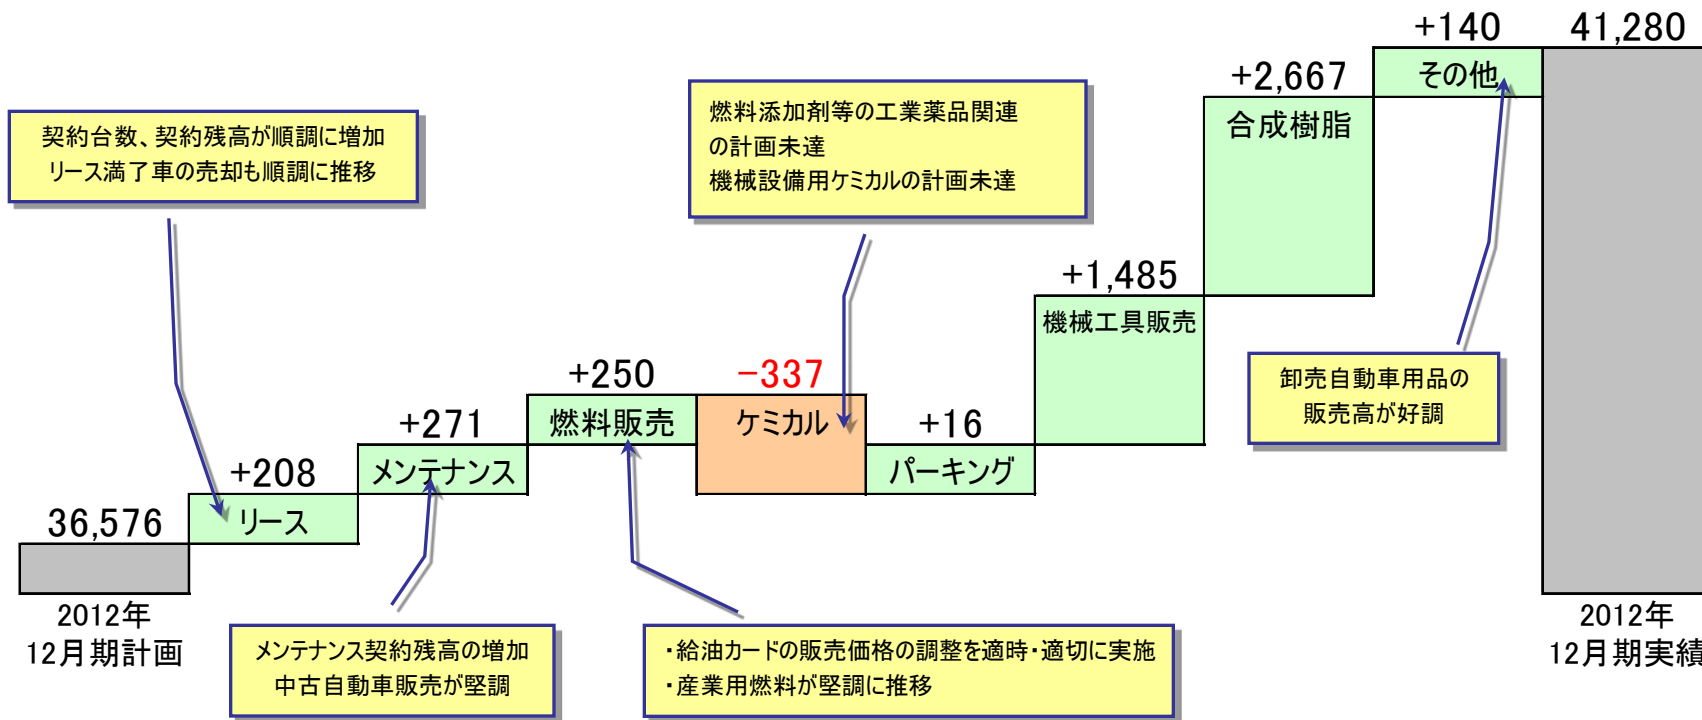 +140
41,280
+2,667
その他
合成樹脂
燃料添加剤等の工業薬品関連
の計画未達
機械設備用ケミカルの計画未達
契約台数、契約残高が順調に増加
リース満了車の売却も順調に推移
+1,485
機械工具販売
+250
-337
卸売自動車用品の
販売高が好調
+271
燃料販売
ケミカル
+16
+208
メンテナンス
パーキング
36,576
リース
2012年
12月期計画
2012年
12月期実績
メンテナンス契約残高の増加
中古自動車販売が堅調
・給油カードの販売価格の調整を適時・適切に実施
・産業用燃料が堅調に推移